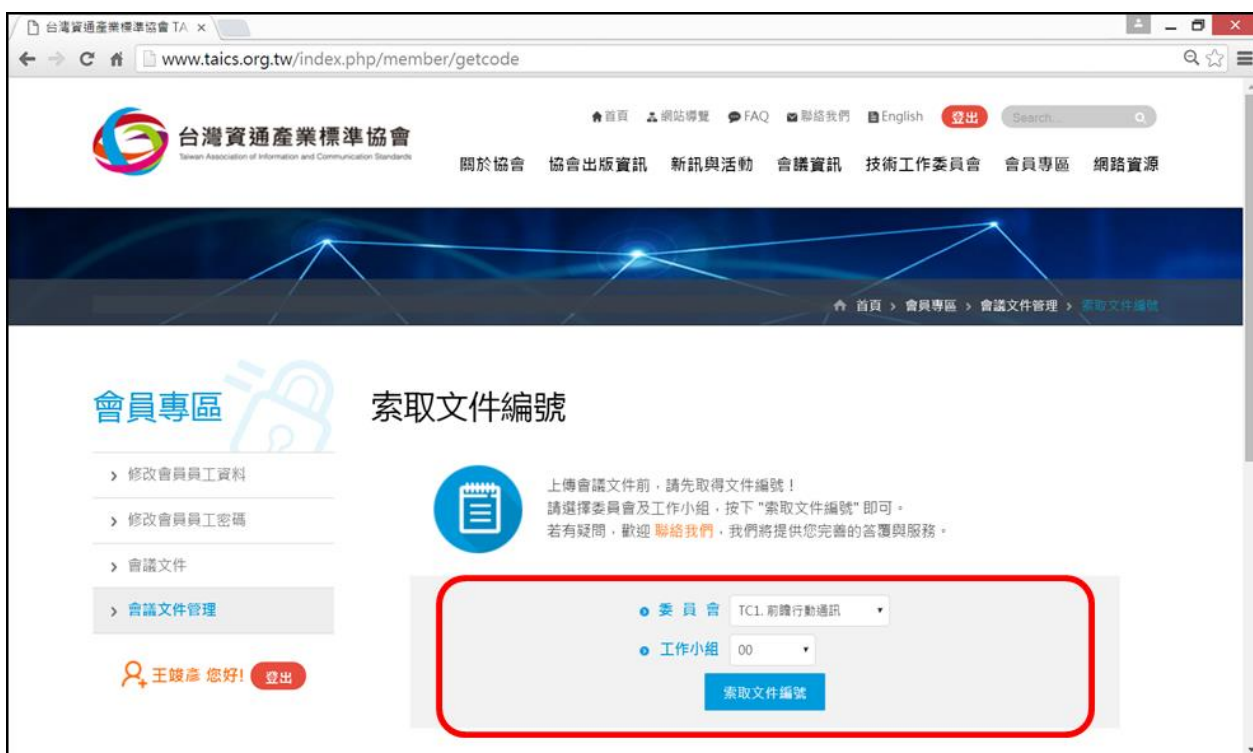 台灣資通產業標準協會 TA ×
www.taics.org.tw/index.php/member/getcode
首頁 網站導覽 FAQ 聯絡我們 English 登出 Search...
台灣資通產業標準協會
Taiwan Association of Information and Communication Standards
關於協會 協會出版資訊 新訊與活動 會議資訊 技術工作委員會 會員專區 網路資源
首頁 > 會員專區 > 會議文件管理 > 索取文件編號
會員專區
索取文件編號
> 修改會員員工資料
> 修改會員員工密碼
> 會議文件
> 會議文件管理
王竣彥 您好! 登出
上傳會議文件前,請先取得文件編號!
請選擇委員會及工作小組,按下 "索取文件編號" 即可。
若有疑問,歡迎 聯絡我們,我們將提供您完善的答覆與服務。
委 員 會 TC1. 前瞻行動通訊
工作小組 00
索取文件編號